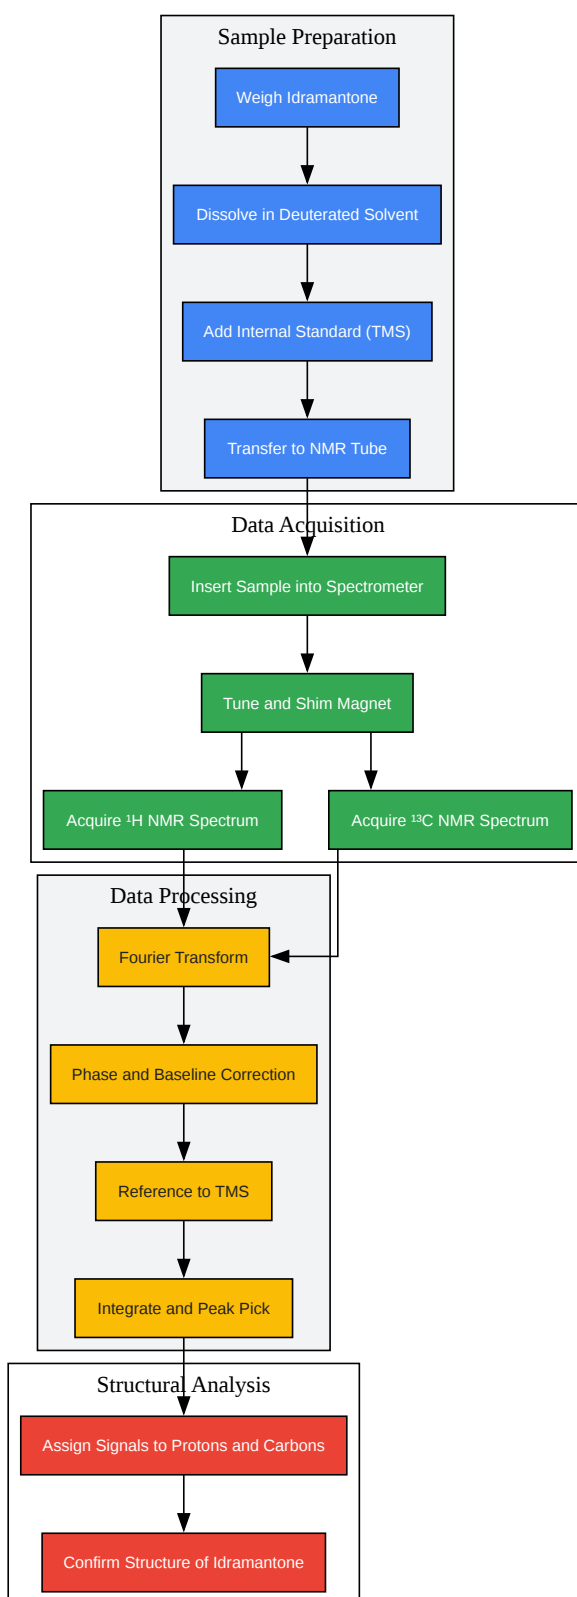 Sample Preparation
Weigh Idramantone
Dissolve in Deuterated Solvent
Add Internal Standard (TMS)
Transfer to NMR Tube
Data Acquisition
Insert Sample into Spectrometer
Tune and Shim Magnet
Acquire ¹H NMR Spectrum
Acquire ¹³C NMR Spectrum
Data Processing
Fourier Transform
Phase and Baseline Correction
Reference to TMS
Integrate and Peak Pick
Structural Analysis
Assign Signals to Protons and Carbons
Confirm Structure of Idramantone